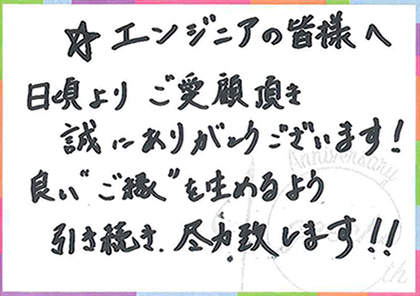 ☆エンジニアの皆様へ
日頃より ご愛顧頂き
誠にありがとうございます!
良い"ご縁"を生めるよう
引き続き、尽力致します!!
Anniversary
th